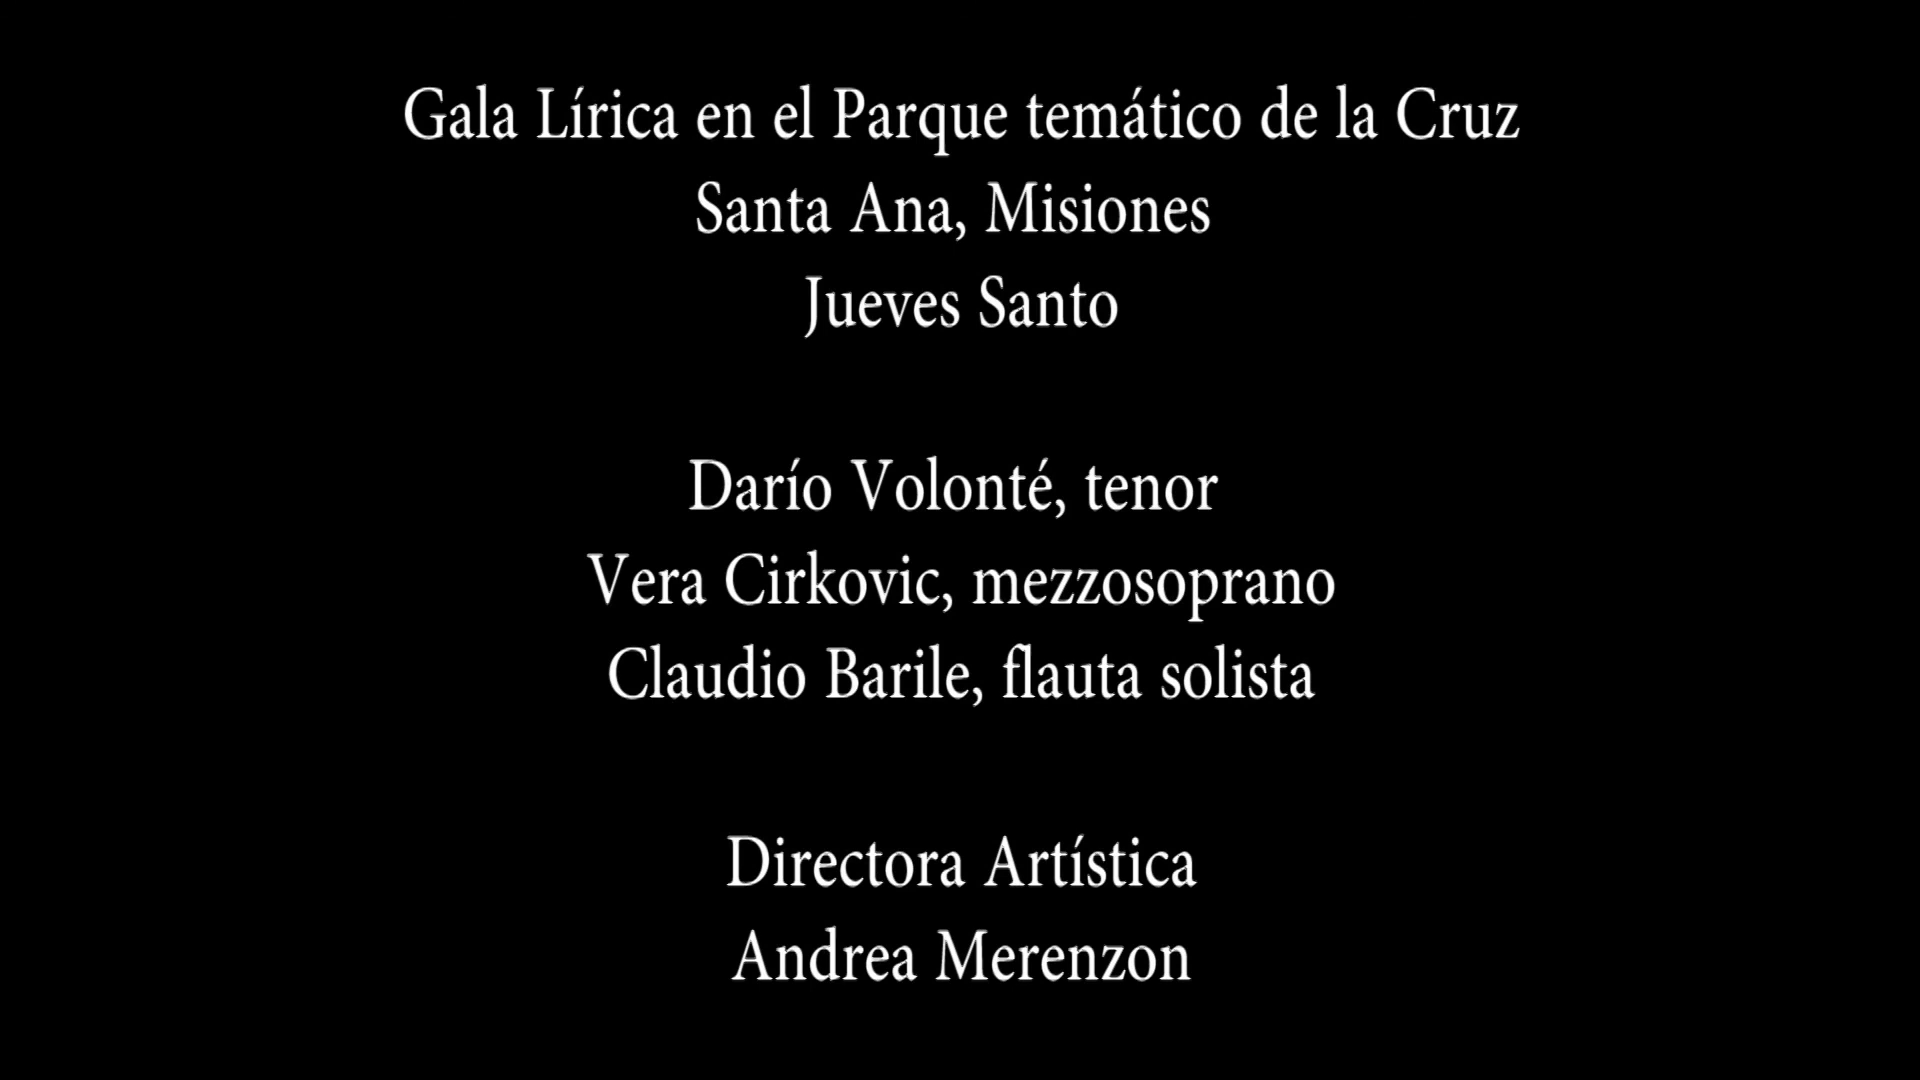 Gala Lírica en el Parque temático de la Cruz
Santa Ana, Misiones
Jueves Santo
Darío Volonté, tenor
Vera Cirkovic, mezzosoprano
Claudio Barile, flauta solista
Directora Artística
Andrea Merenzon